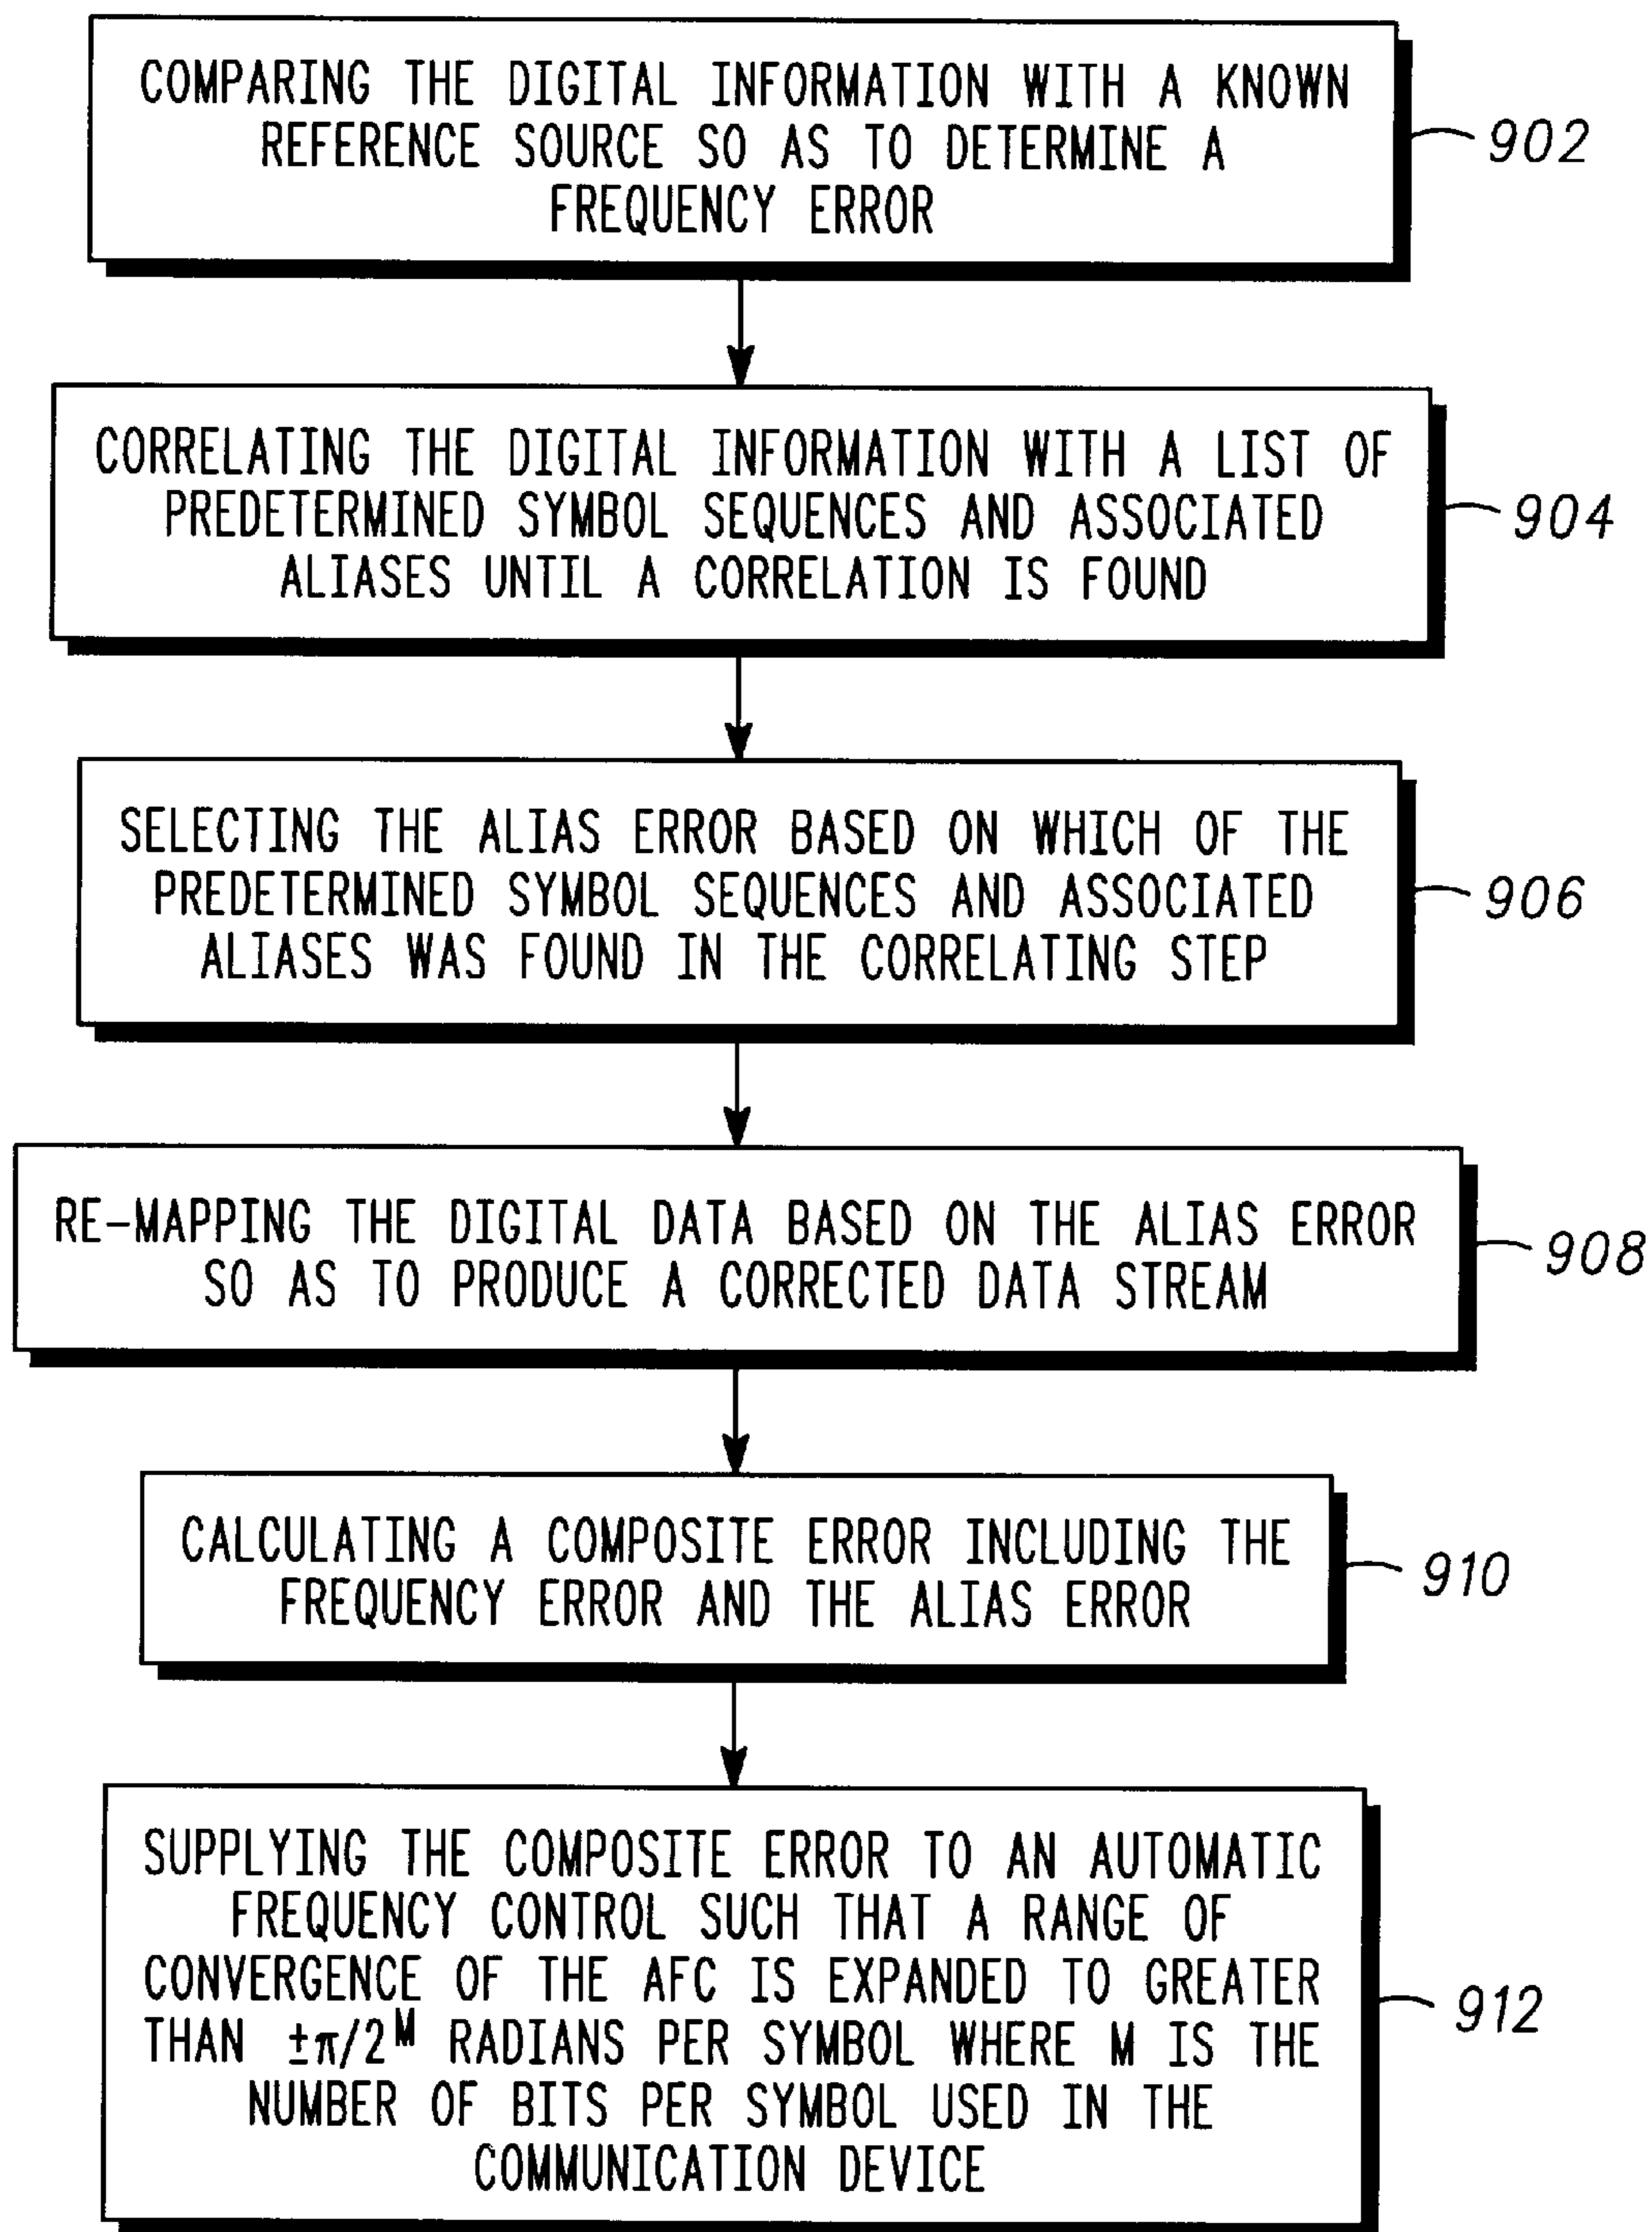 COMPARING THE DIGITAL INFORMATION WITH A KNOWN
REFERENCE SOURCE SO AS TO DETERMINE A
FREQUENCY ERROR
902
CORRELATING THE DIGITAL INFORMATION WITH A LIST OF
PREDETERMINED SYMBOL SEQUENCES AND ASSOCIATED
ALIASES UNTIL A CORRELATION IS FOUND
904
SELECTING THE ALIAS ERROR BASED ON WHICH OF THE
PREDETERMINED SYMBOL SEQUENCES AND ASSOCIATED
ALIASES WAS FOUND IN THE CORRELATING STEP
906
RE-MAPPING THE DIGITAL DATA BASED ON THE ALIAS ERROR
SO AS TO PRODUCE A CORRECTED DATA STREAM
908
CALCULATING A COMPOSITE ERROR INCLUDING THE
FREQUENCY ERROR AND THE ALIAS ERROR
910
SUPPLYING THE COMPOSITE ERROR TO AN AUTOMATIC
FREQUENCY CONTROL SUCH THAT A RANGE OF
CONVERGENCE OF THE AFC IS EXPANDED TO GREATER
THAN ±π/2^M RADIANS PER SYMBOL WHERE M IS THE
NUMBER OF BITS PER SYMBOL USED IN THE
COMMUNICATION DEVICE
912